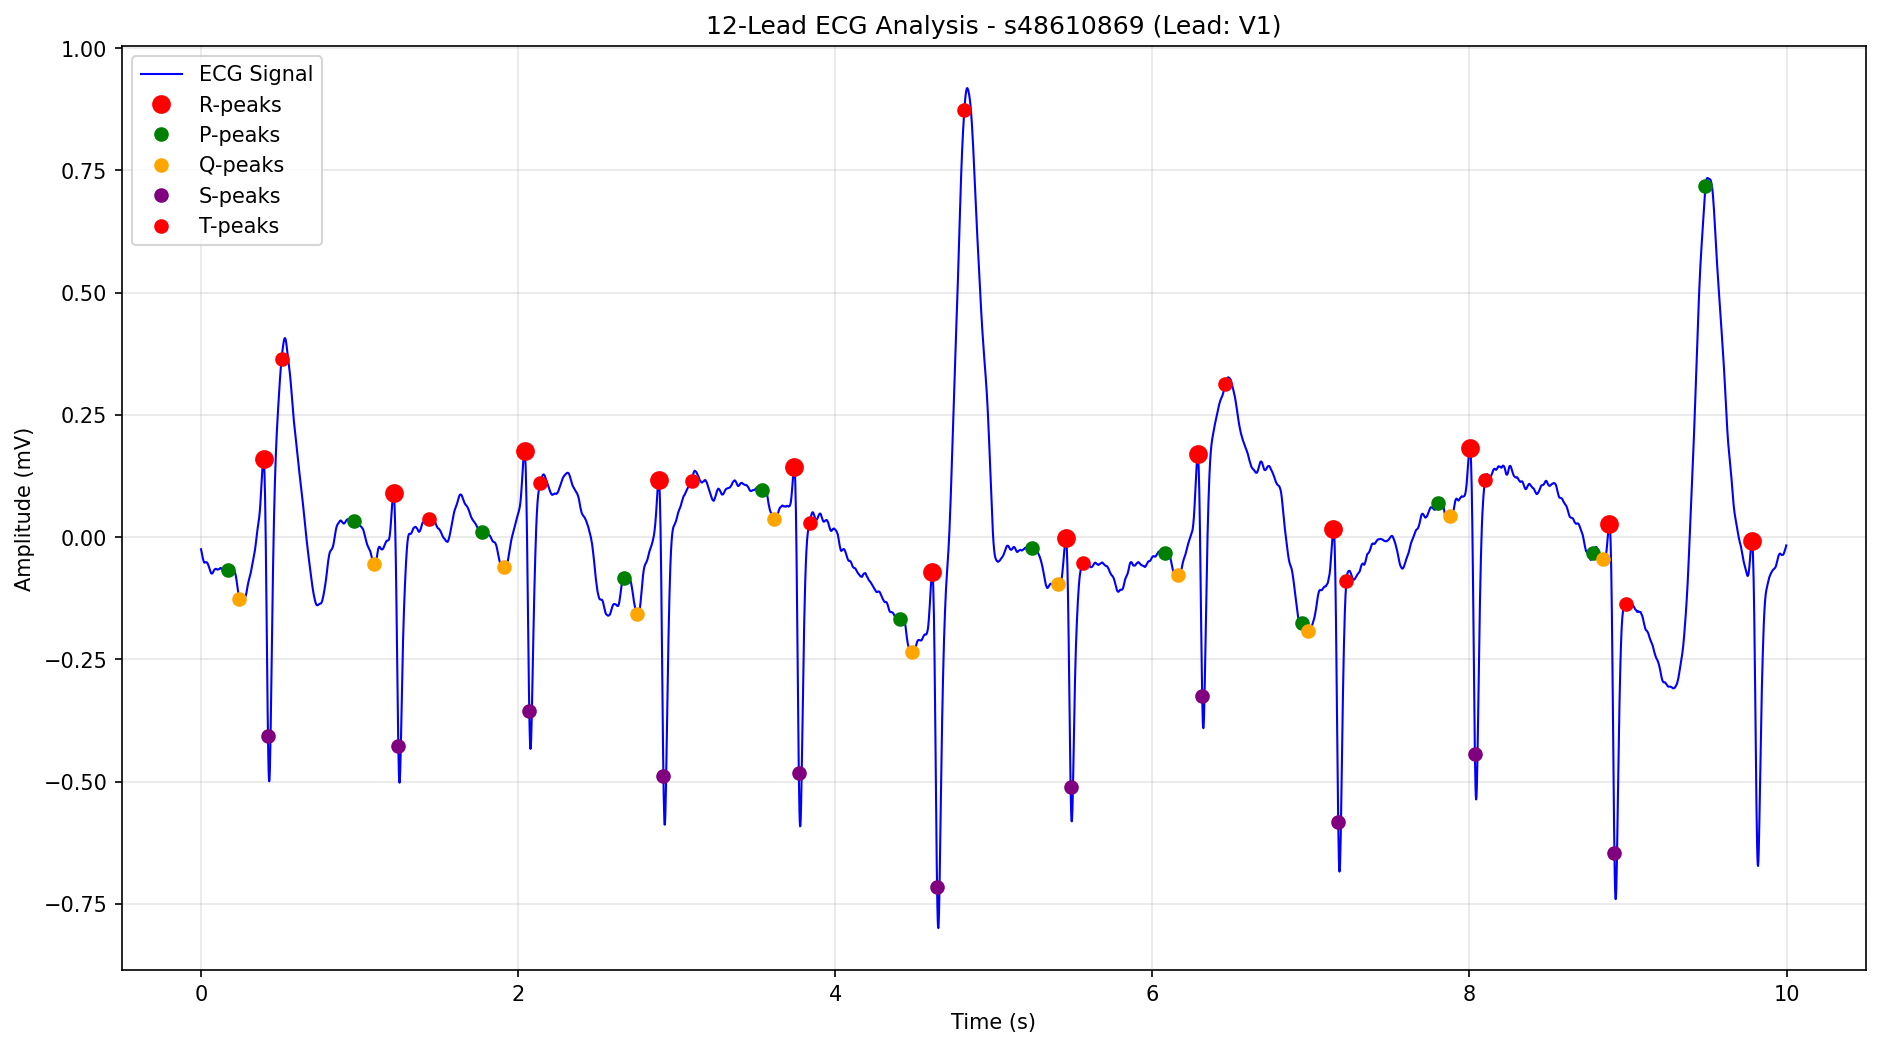 12-Lead ECG Analysis - s48610869 (Lead: V1)
ECG Signal
R-peaks
P-peaks
Q-peaks
S-peaks
T-peaks
Amplitude (mV)
1.00
0.75
0.50
0.25
0.00
−0.25
−0.50
−0.75
0
2
4
6
8
10
Time (s)